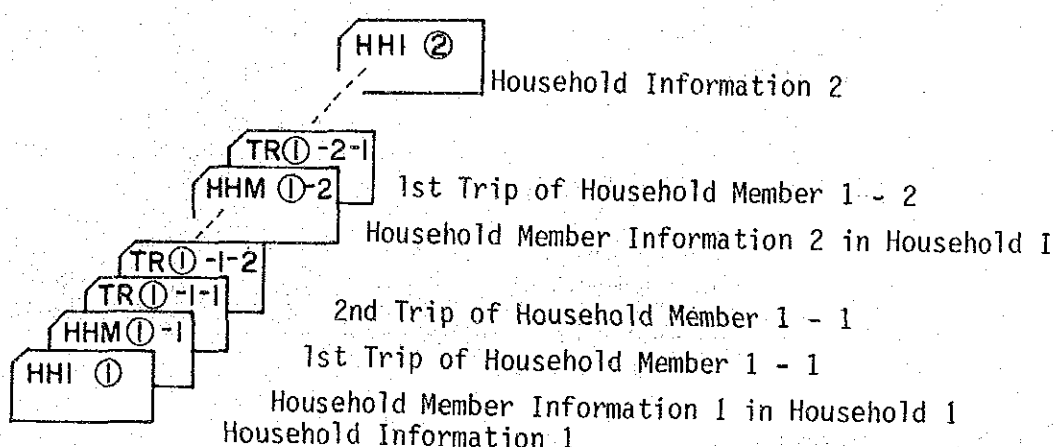 HHI ②
Household Information 2
TR①-2-1
HHM ①-2
1st Trip of Household Member 1 - 2
Household Member Information 2 in Household I
TR①-1-2
TR①-1-1
2nd Trip of Household Member 1 - 1
HHM①-1
1st Trip of Household Member 1 - 1
HHI ①
Household Member Information 1 in Household 1
Household Information 1